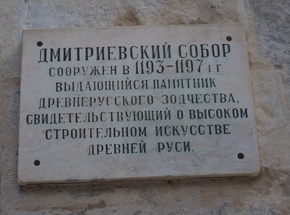 ДМИТРИЕВСКИЙ СОБОР
СООРУЖЕН В 1193-1197 г г
ВЫДАЮЩИЙСЯ ПАМЯТНИК
ДРЕВНЕРУССКОГО ЗОДЧЕСТВА,
СВИДЕТЕЛЬСТВУЮЩИЙ О ВЫСОКОМ
СТРОИТЕЛЬНОМ ИСКУССТВЕ
ДРЕВНЕЙ РУСИ.